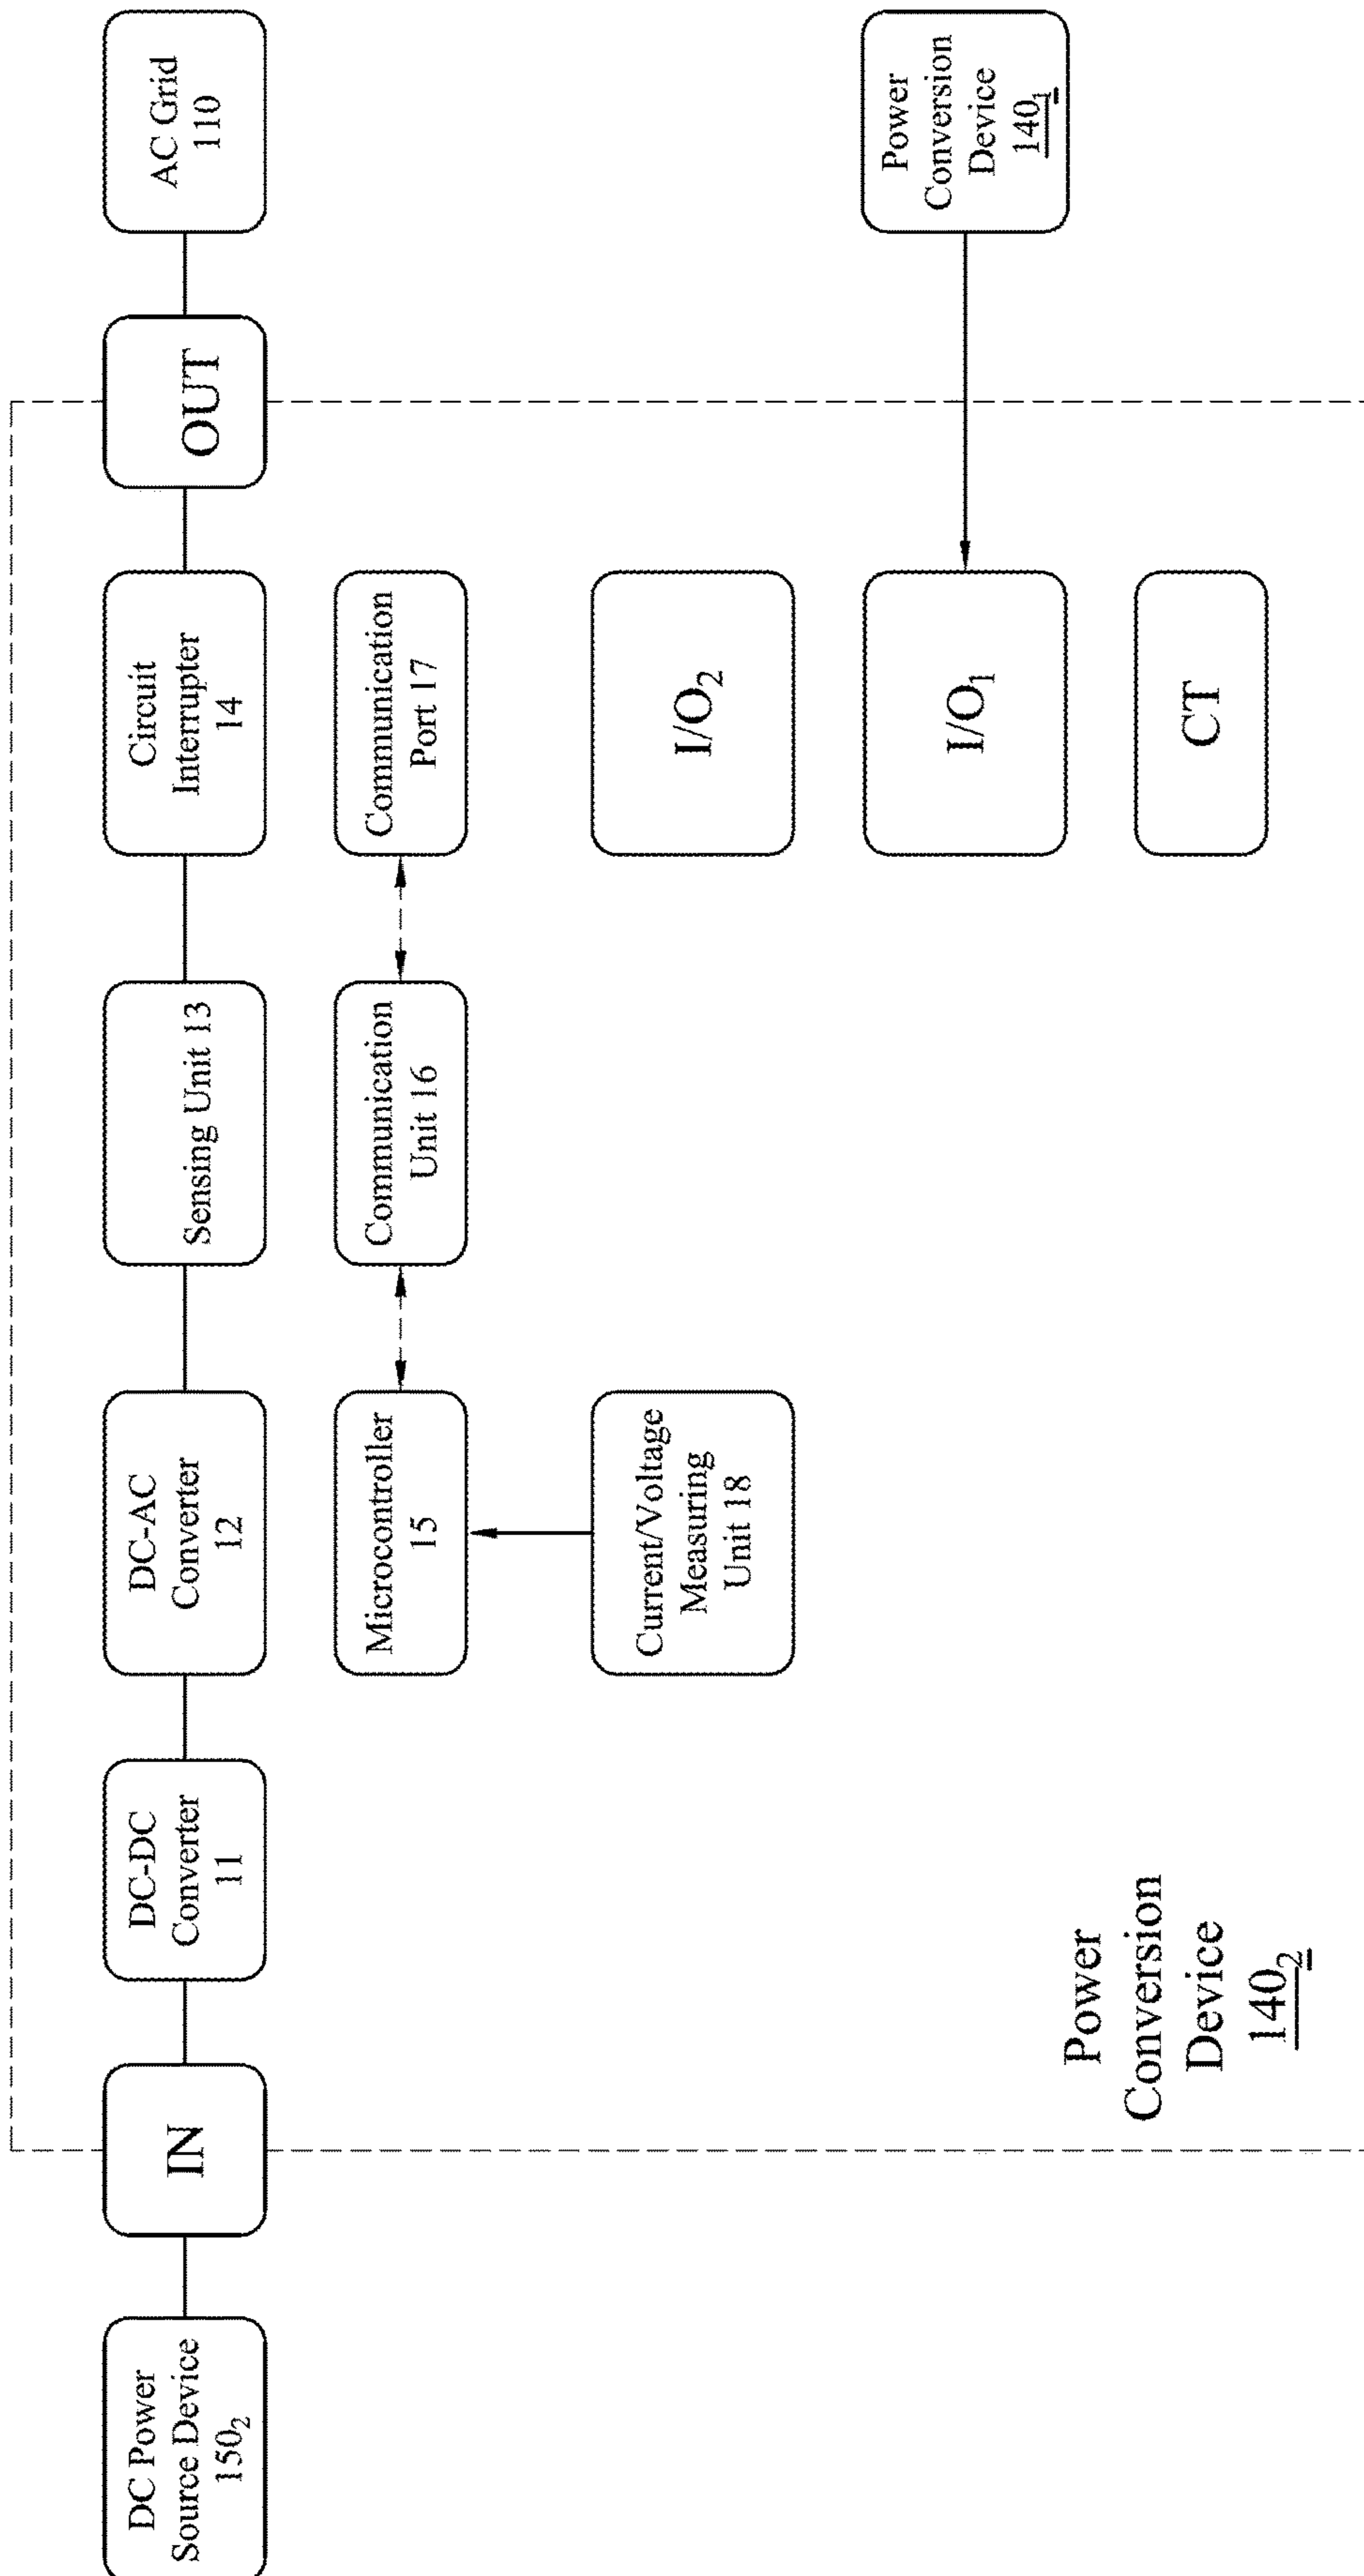 DC Power
Source Device
150₂
IN
DC-DC
Converter
11
DC-AC
Converter
12
Sensing Unit 13
Circuit
Interrupter
14
OUT
AC Grid
110
Microcontroller
15
Communication
Unit 16
Communication
Port 17
Current/Voltage
Measuring
Unit 18
I/O₂
I/O₁
Power
Conversion
Device
140₁
CT
Power
Conversion
Device
140₂